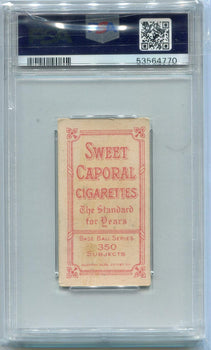 53564770
SWEET
CAPORAL
CIGARETTES
The Standard
for Years
BASE BALL SERIES
350
SUBJECTS